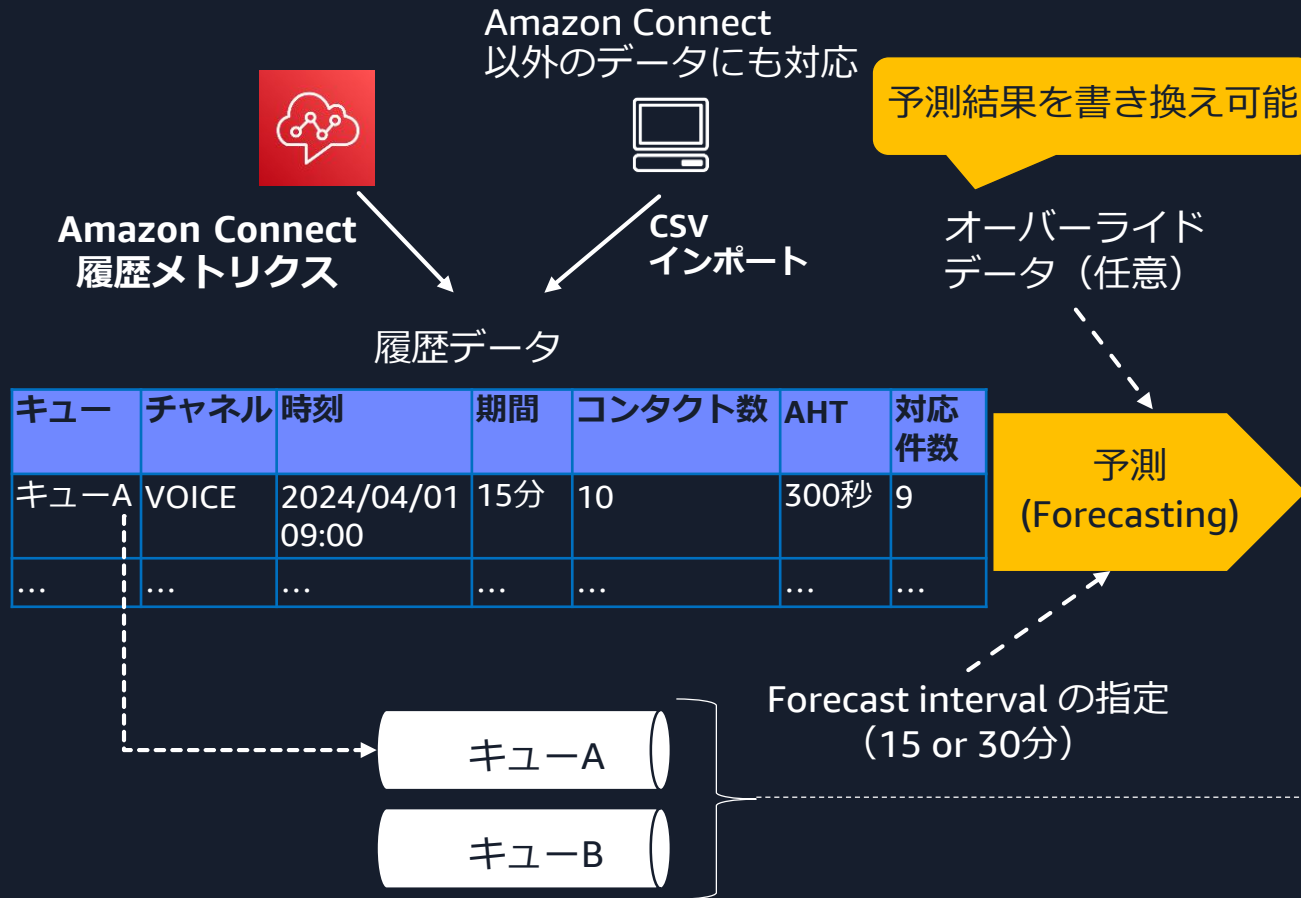 Amazon Connect
以外のデータにも対応
予測結果を書き換え可能
Amazon Connect
履歴メトリクス
CSV
インポート
オーバーライド
データ（任意）
履歴データ
キュー チャネル 時刻 期間 コンタクト数 AHT 対応
件数
キューA VOICE 2024/04/01 15分 10 300秒 9
09:00
… … … … … … …
予測
(Forecasting)
Forecast interval の指定
（15 or 30分）
キューA
キューB